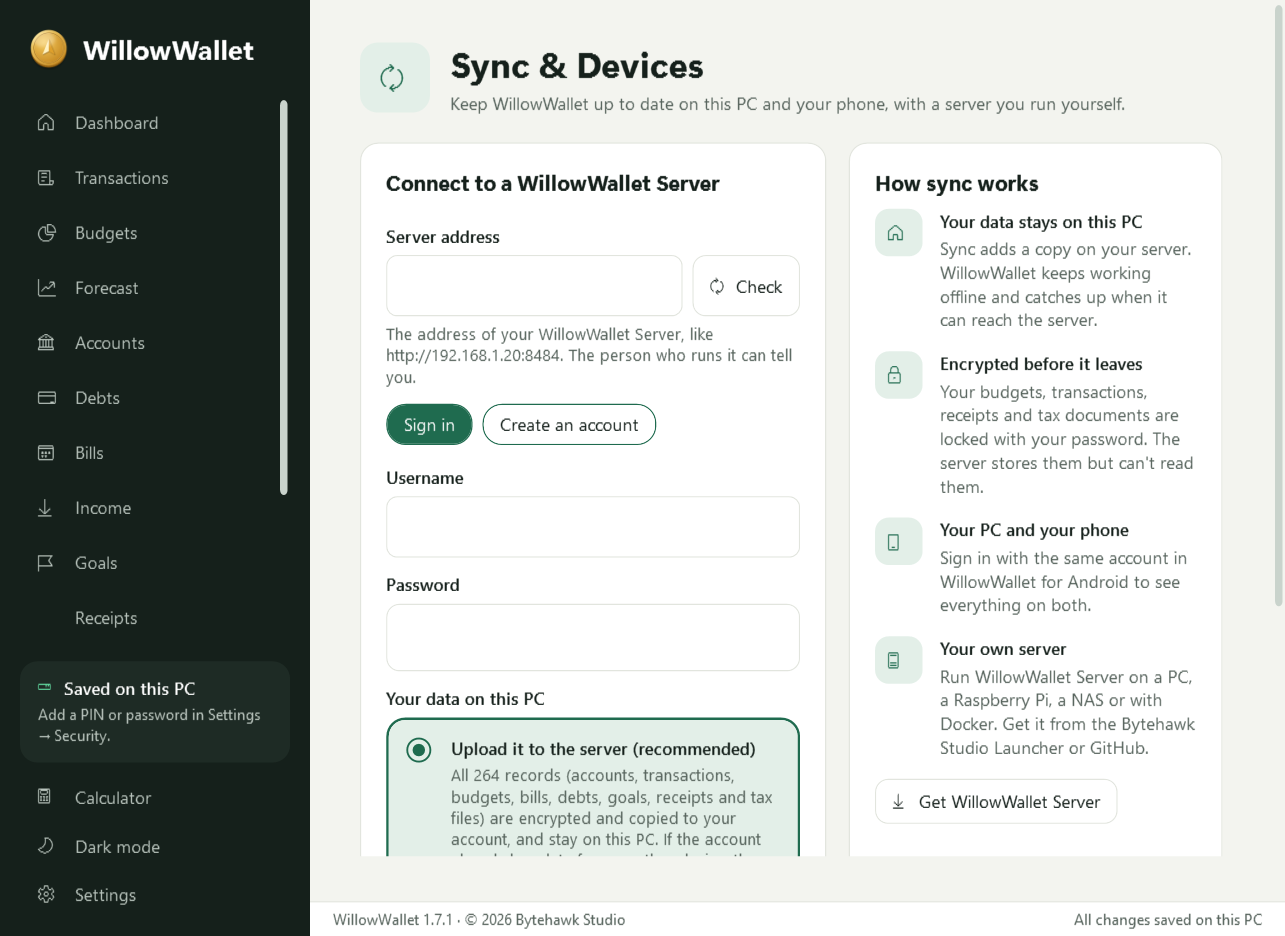 WillowWallet
Dashboard
Transactions
Budgets
Forecast
Accounts
Debts
Bills
Income
Goals
Receipts
Saved on this PC
Add a PIN or password in Settings
→ Security.
Calculator
Dark mode
Settings
Sync & Devices
Keep WillowWallet up to date on this PC and your phone, with a server you run yourself.
Connect to a WillowWallet Server
Server address
Check
The address of your WillowWallet Server, like
http://192.168.1.20:8484. The person who runs it can tell
you.
Sign in
Create an account
Username
Password
Your data on this PC
Upload it to the server (recommended)
All 264 records (accounts, transactions,
budgets, bills, debts, goals, receipts and tax
files) are encrypted and copied to your
account, and stay on this PC. If the account
How sync works
Your data stays on this PC
Sync adds a copy on your server.
WillowWallet keeps working
offline and catches up when it
can reach the server.
Encrypted before it leaves
Your budgets, transactions,
receipts and tax documents are
locked with your password. The
server stores them but can't read
them.
Your PC and your phone
Sign in with the same account in
WillowWallet for Android to see
everything on both.
Your own server
Run WillowWallet Server on a PC,
a Raspberry Pi, a NAS or with
Docker. Get it from the Bytehawk
Studio Launcher or GitHub.
Get WillowWallet Server
WillowWallet 1.7.1 · © 2026 Bytehawk Studio
All changes saved on this PC